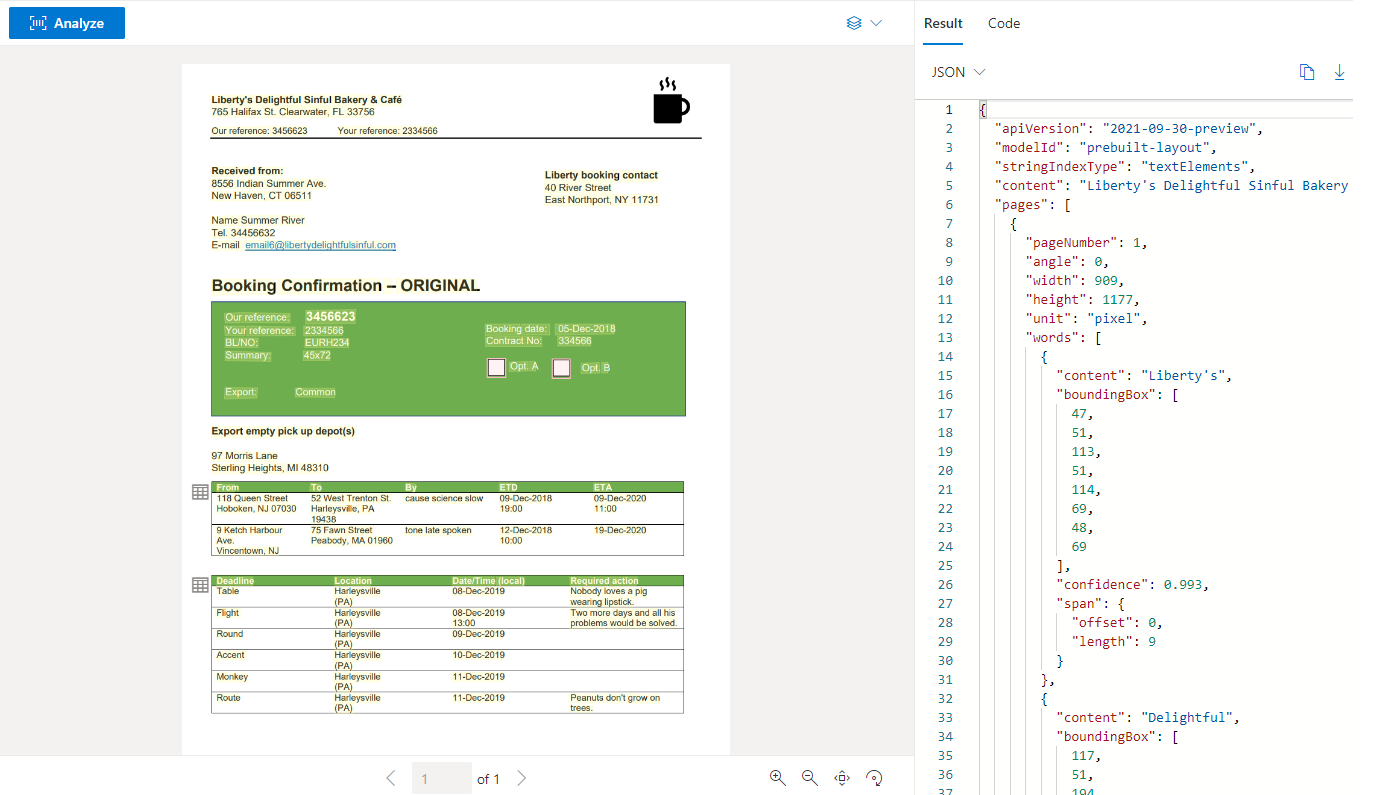 Analyze
Liberty's Delightful Sinful Bakery & Café
765 Halifax St. Clearwater, FL 33756
Our reference: 3456623 Your reference: 2334566
Received from:
8556 Indian Summer Ave.
New Haven, CT 06511
Liberty booking contact
40 River Street
East Northport, NY 11731
Name Summer River
Tel. 34456632
E-mail email6@libertydelightfulsinful.com
Booking Confirmation – ORIGINAL
Our reference: 3456623
Your reference: 2334566
BL/NO: EURH234
Summary: 45x72
Booking date: 05-Dec-2018
Contract No: 334566
Opt. A Opt. B
Export: Common
Export empty pick up depot(s)
97 Morris Lane
Sterling Heights, MI 48310
From To By ETD ETA
118 Queen Street 52 West Trenton St. cause science slow 09-Dec-2018 09-Dec-2020
Hoboken, NJ 07030 Harleysville, PA 19:00 11:00
19438
9 Ketch Harbour 75 Fawn Street tone late spoken 12-Dec-2018 19-Dec-2020
Ave. Peabody, MA 01960 10:00
Vincentown, NJ
Deadline Location Date/Time (local) Required action
Table Harleysville 08-Dec-2019 Nobody loves a pig
(PA) wearing lipstick.
Flight Harleysville 08-Dec-2019 Two more days and all his
(PA) 13:00 problems would be solved.
Round Harleysville 09-Dec-2019
(PA)
Accent Harleysville 10-Dec-2019
(PA)
Monkey Harleysville 11-Dec-2019
(PA)
Route Harleysville 11-Dec-2019 Peanuts don't grow on
(PA) trees.
1 of 1
Result Code
JSON
1 {
2 "apiVersion": "2021-09-30-preview",
3 "modelId": "prebuilt-layout",
4 "stringIndexType": "textElements",
5 "content": "Liberty's Delightful Sinful Bakery
6 "pages": [
7 {
8 "pageNumber": 1,
9 "angle": 0,
10 "width": 909,
11 "height": 1177,
12 "unit": "pixel",
13 "words": [
14 {
15 "content": "Liberty's",
16 "boundingBox": [
17 47,
18 51,
19 113,
20 51,
21 114,
22 69,
23 48,
24 69
25 ],
26 "confidence": 0.993,
27 "span": {
28 "offset": 0,
29 "length": 9
30 }
31 },
32 {
33 "content": "Delightful",
34 "boundingBox": [
35 117,
36 51,
37 194